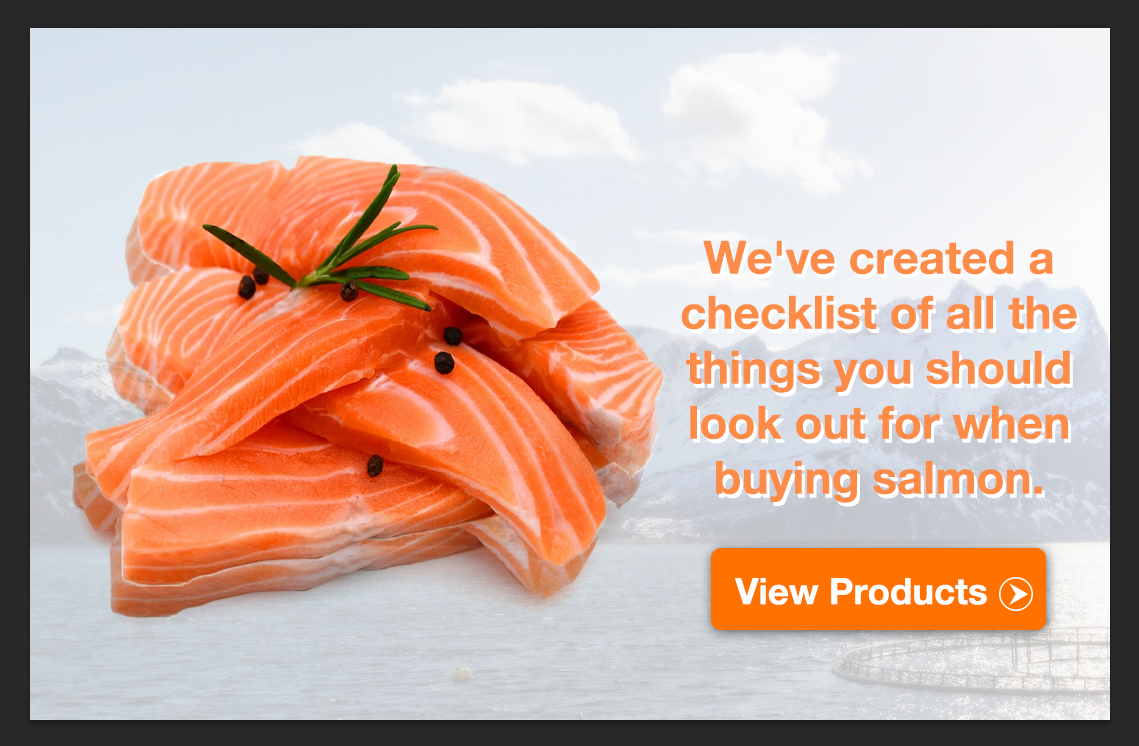 We've created a
checklist of all the
things you should
look out for when
buying salmon.
View Products